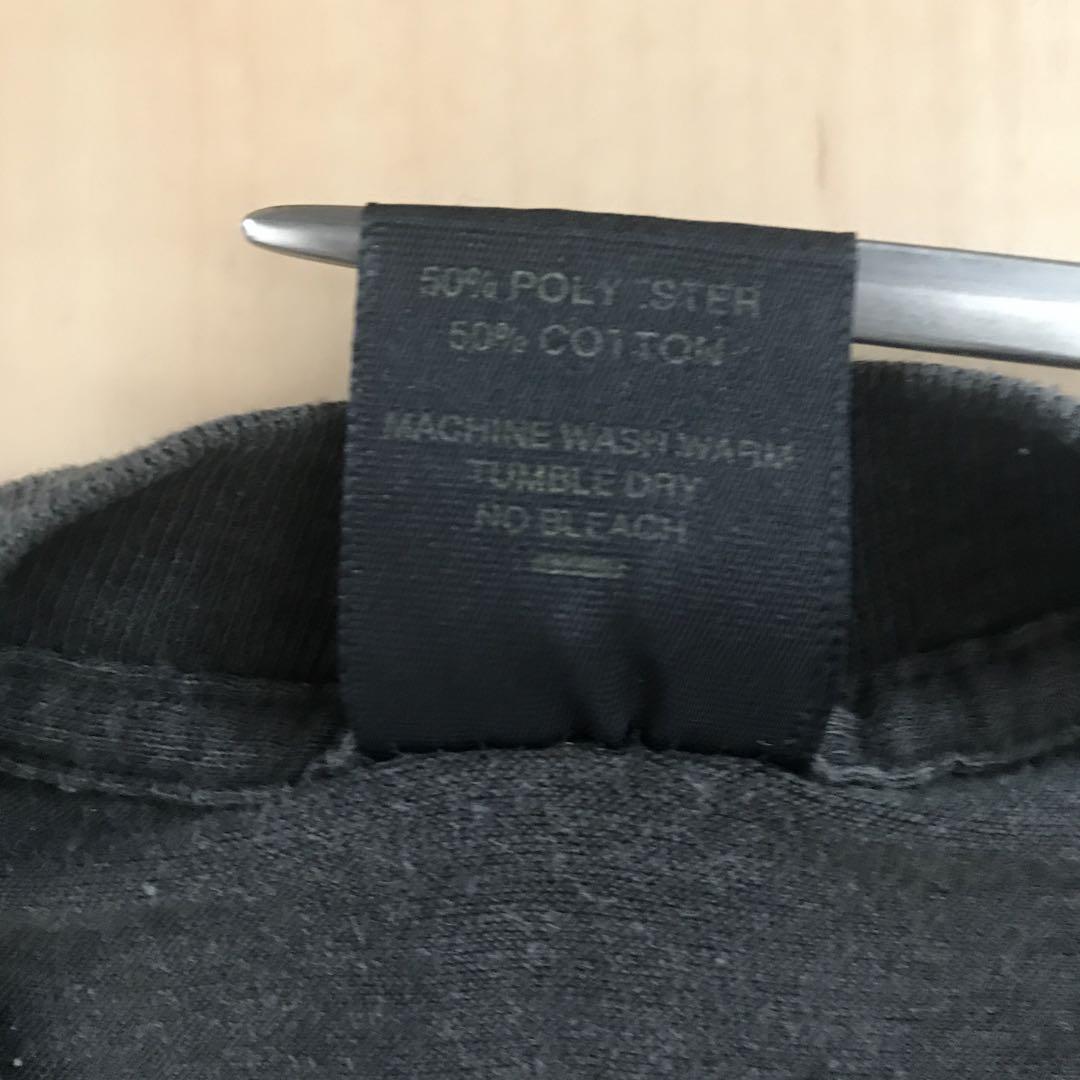 50% POLYESTER
50% COTTON
MACHINE WASH WARM
TUMBLE DRY
NO BLEACH